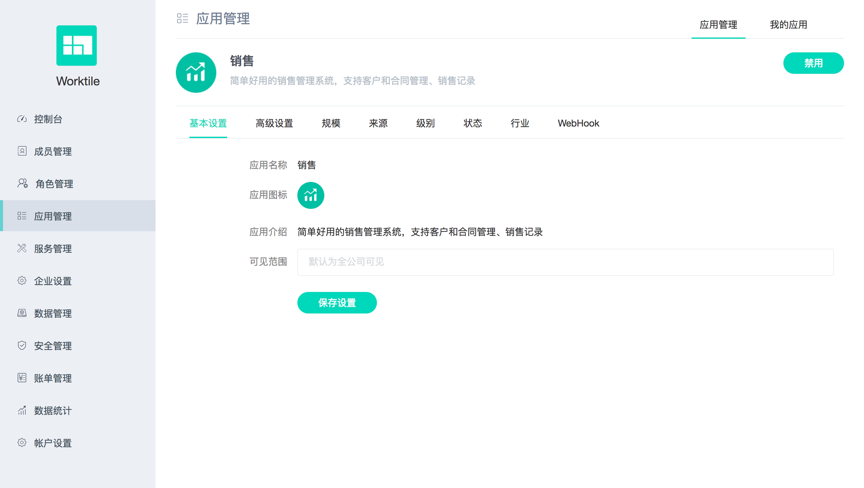 Worktile
控制台
成员管理
角色管理
应用管理
服务管理
企业设置
数据管理
安全管理
账单管理
数据统计
帐户设置
应用管理
应用管理 我的应用
销售
简单好用的销售管理系统，支持客户和合同管理、销售记录
禁用
基本设置 高级设置 规模 来源 级别 状态 行业 WebHook
应用名称 销售
应用图标
应用介绍 简单好用的销售管理系统，支持客户和合同管理、销售记录
可见范围 默认为全公司可见
保存设置